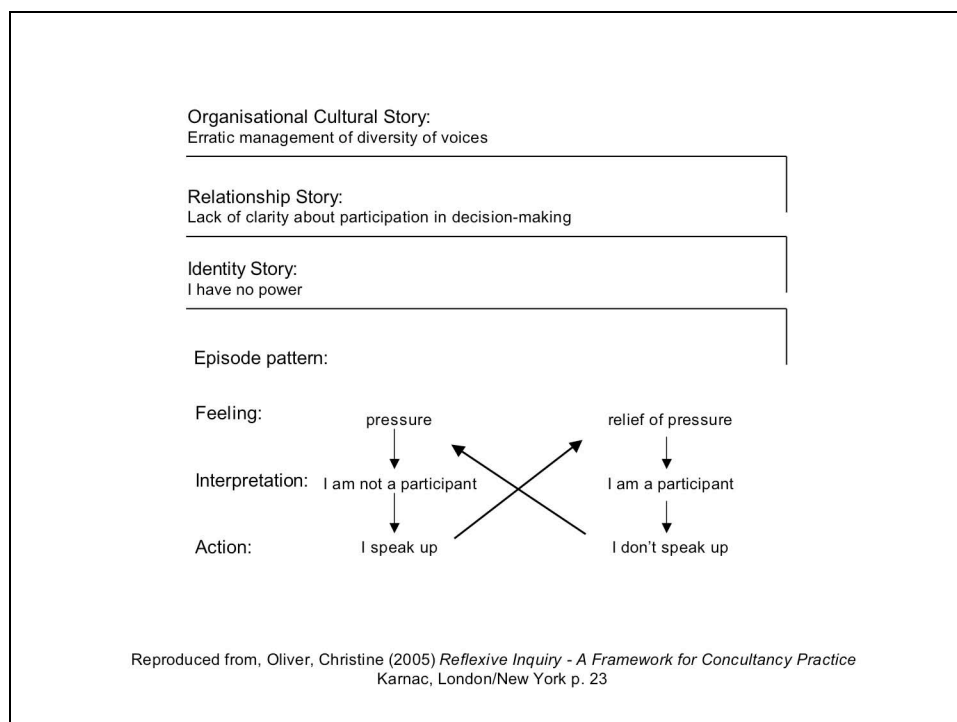 Organisational Cultural Story:
Erratic management of diversity of voices
Relationship Story:
Lack of clarity about participation in decision-making
Identity Story:
I have no power
Episode pattern:
Feeling: pressure relief of pressure
Interpretation: I am not a participant I am a participant
Action: I speak up I don't speak up
Reproduced from, Oliver, Christine (2005) Reflexive Inquiry - A Framework for Concultancy Practice
Karnac, London/New York p. 23